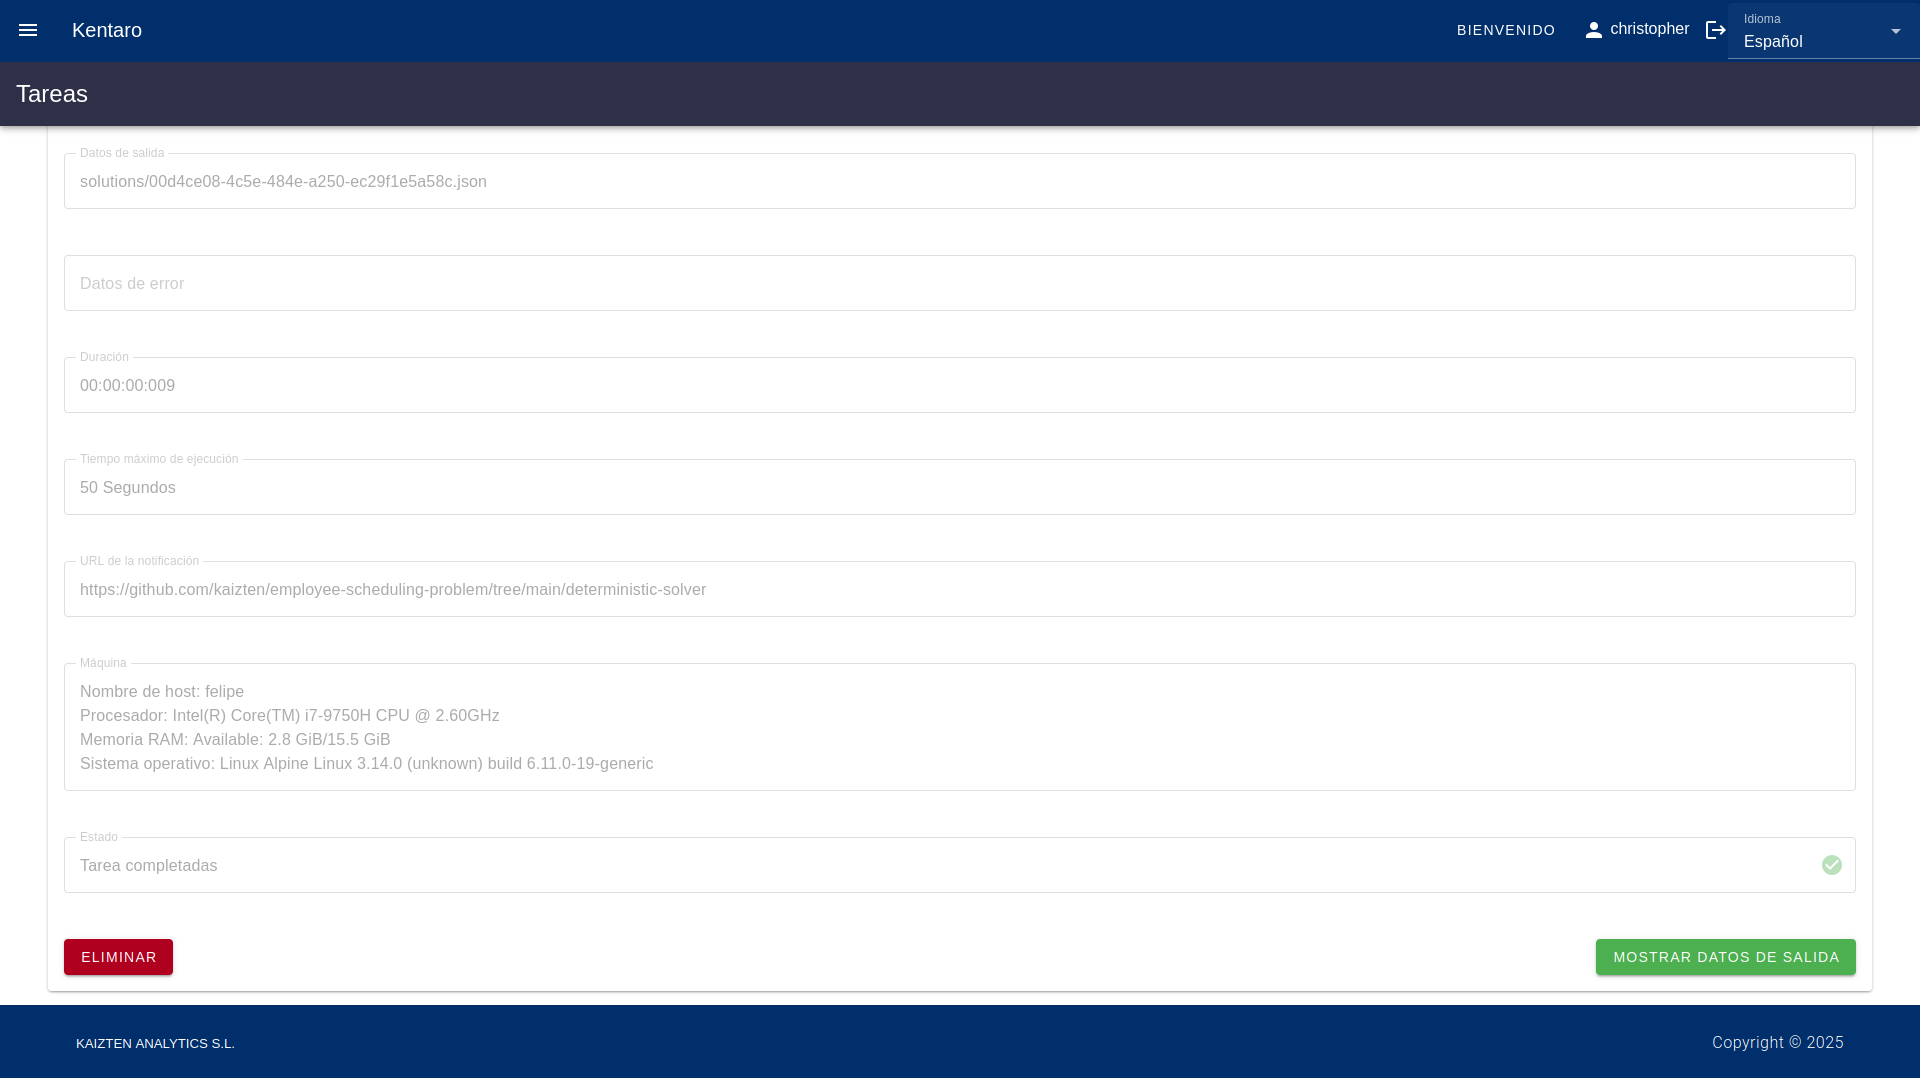 Kentaro
BIENVENIDO
christopher
Idioma
Español
Tareas
Datos de salida
solutions/00d4ce08-4c5e-484e-a250-ec29f1e5a58c.json
Datos de error
Duración
00:00:00:009
Tiempo máximo de ejecución
50 Segundos
URL de la notificación
https://github.com/kaizten/employee-scheduling-problem/tree/main/deterministic-solver
Máquina
Nombre de host: felipe
Procesador: Intel(R) Core(TM) i7-9750H CPU @ 2.60GHz
Memoria RAM: Available: 2.8 GiB/15.5 GiB
Sistema operativo: Linux Alpine Linux 3.14.0 (unknown) build 6.11.0-19-generic
Estado
Tarea completadas
ELIMINAR
MOSTRAR DATOS DE SALIDA
KAIZTEN ANALYTICS S.L.
Copyright © 2025